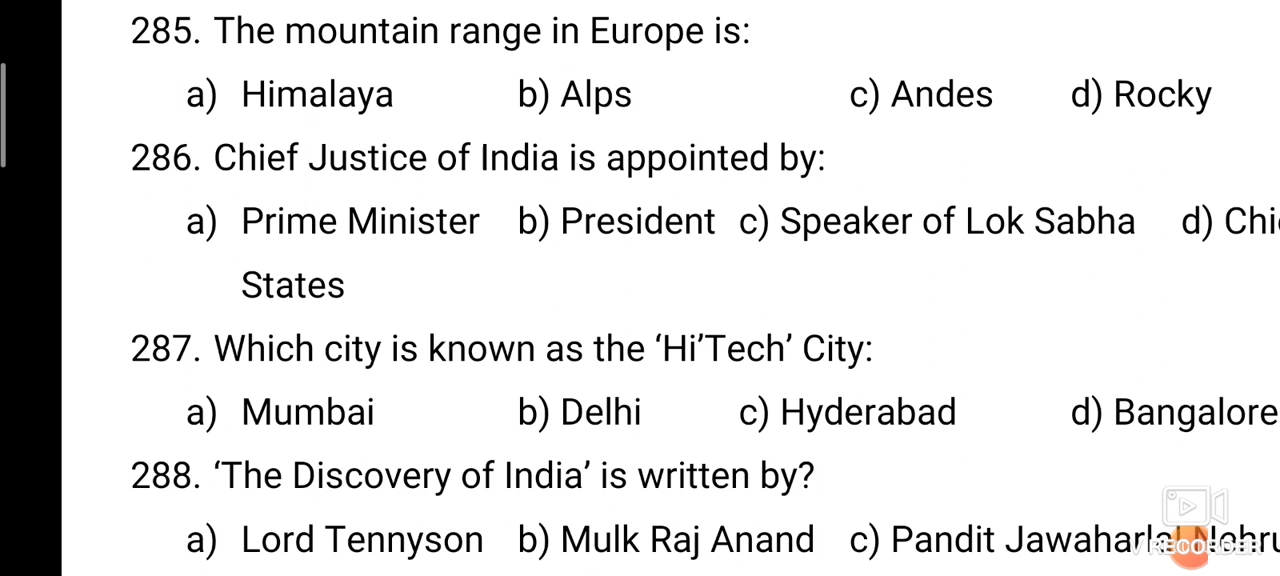 285. The mountain range in Europe is:
a) Himalaya b) Alps c) Andes d) Rocky
286. Chief Justice of India is appointed by:
a) Prime Minister b) President c) Speaker of Lok Sabha d)
States
287. Which city is known as the ‘Hi’Tech’ City:
a) Mumbai b) Delhi c) Hyderabad d) Bangalore
288. ‘The Discovery of India’ is written by?
a) Lord Tennyson b) Mulk Raj Anand c) Pandit Jawaharlal Nehru
V RECORDER